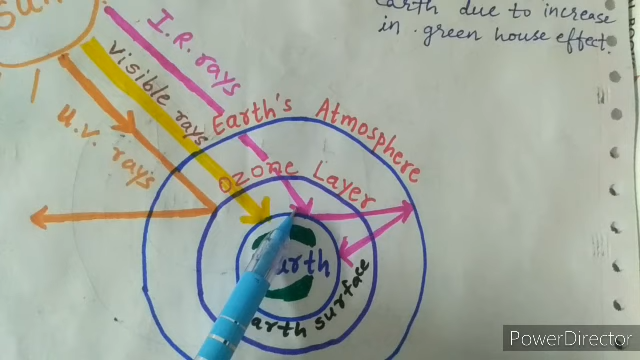 Sun
Earth due to increase
in green house effect.
I.R. rays
Visible rays
U.V. rays
Earth's Atmosphere
Ozone Layer
Earth surface
PowerDirector